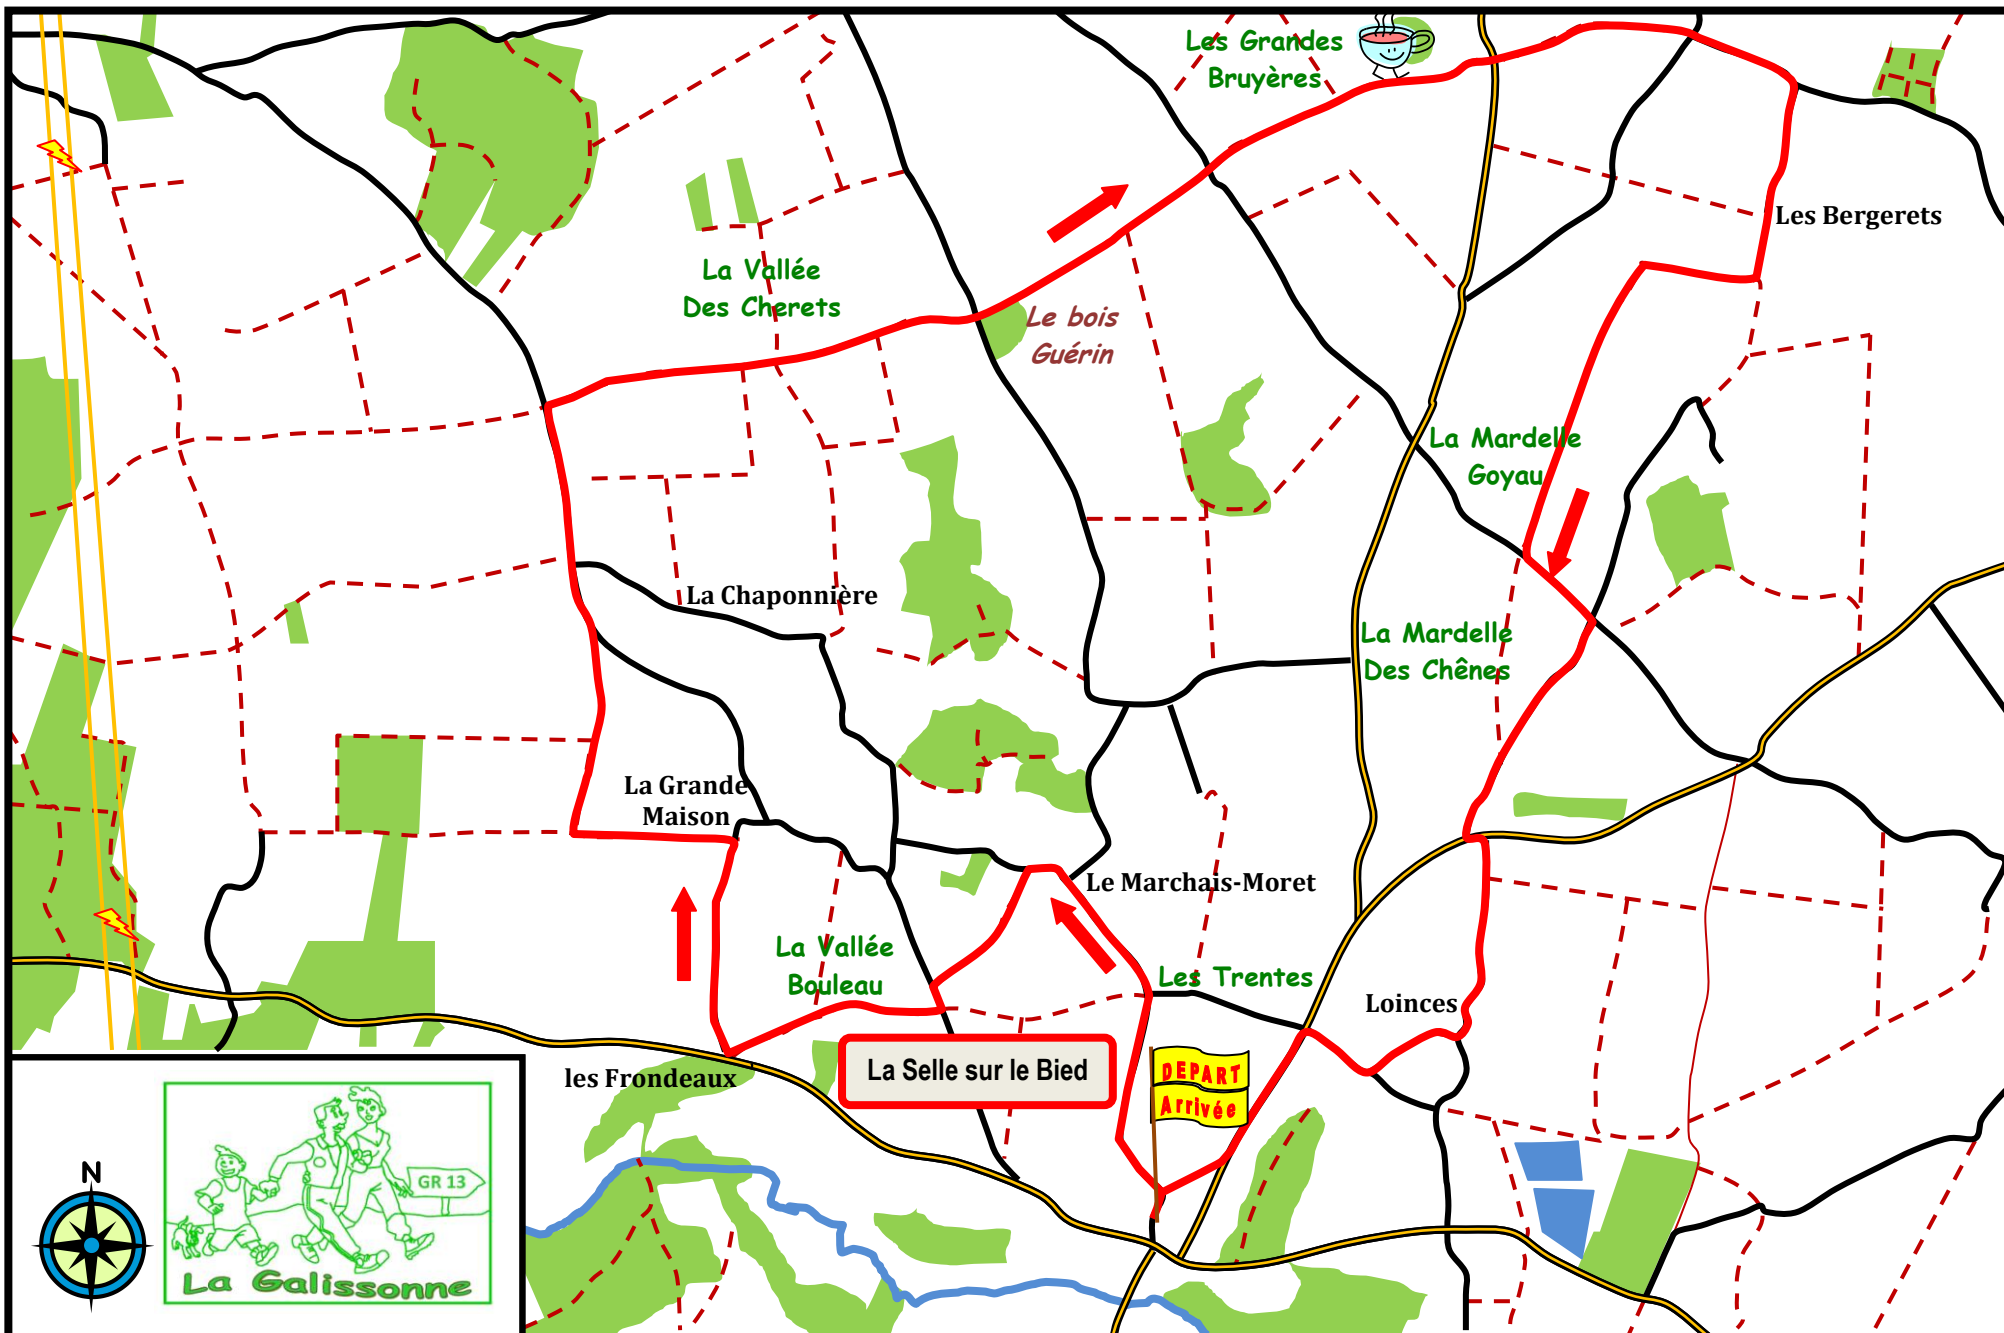 Les Grandes
Bruyères
Les Bergerets
La Vallée
Des Cherets
Le bois
Guérin
La Mardelle
Goyau
La Chaponnière
La Mardelle
Des Chênes
La Grande
Maison
Le Marchais-Moret
La Vallée
Bouleau
Les Trentes
Loinces
La Selle sur le Bied
les Frondeaux
DEPART
Arrivée
N
GR 13
La Galissonne